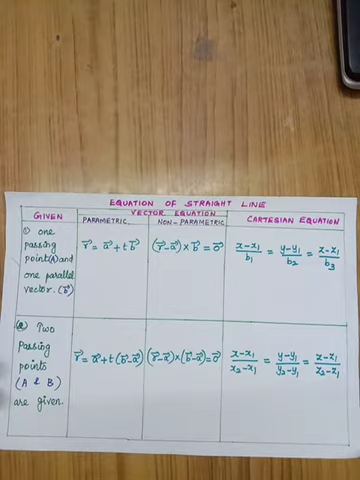 EQUATION OF STRAIGHT LINE
GIVEN
VECTOR EQUATION
CARTESIAN EQUATION
PARAMETRIC
NON-PARAMETRIC
① one
passing
point(A) and
one parallel
vector. (b⃗)
r⃗ = a⃗ + t b⃗
(r⃗ - a⃗) × b⃗ = 0⃗
x-x₁/b₁ = y-y₁/b₂ = z-z₁/b₃
② Two
passing
points
(A & B)
are given.
r⃗ = a⃗ + t (b⃗ - a⃗)
(r⃗ - a⃗) × (b⃗ - a⃗) = 0⃗
x-x₁/x₂-x₁ = y-y₁/y₂-y₁ = z-z₁/z₂-z₁